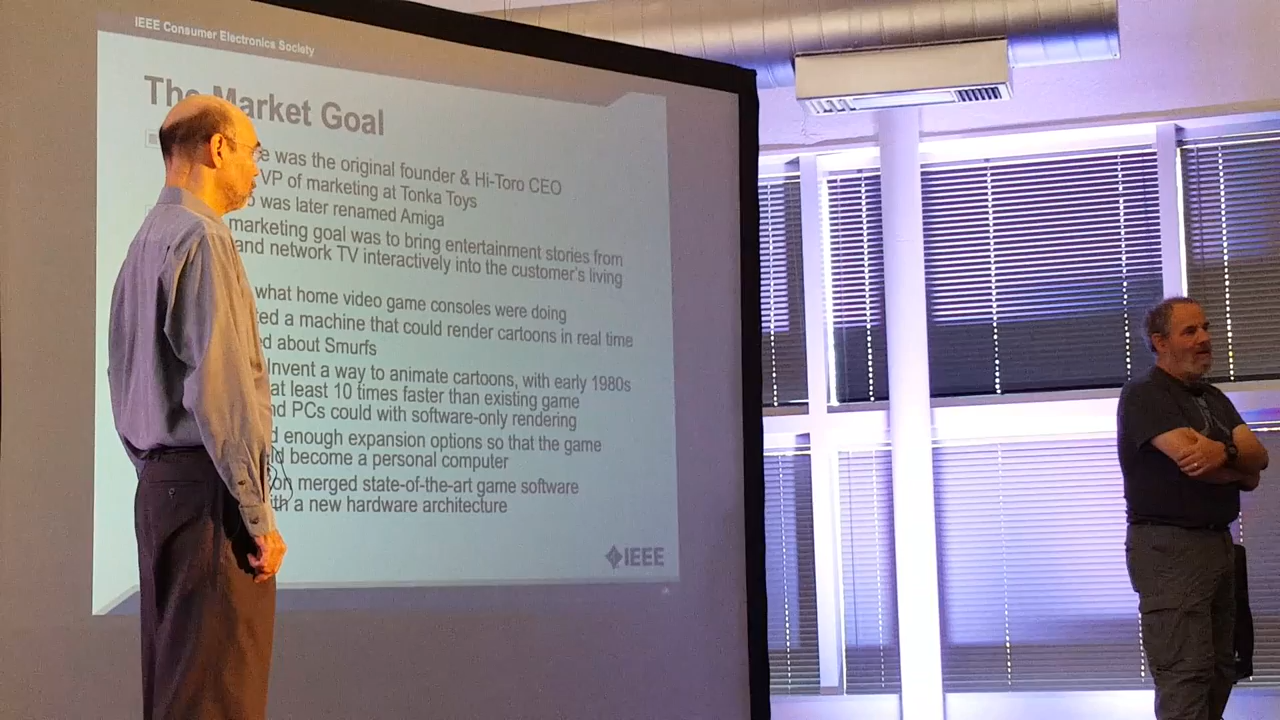 IEEE Consumer Electronics Society
The Market Goal
was the original founder & Hi-Toro CEO
VP of marketing at Tonka Toys
was later renamed Amiga
marketing goal was to bring entertainment stories from
and network TV interactively into the customer's living
what home video game consoles were doing
a machine that could render cartoons in real time
about Smurfs
Invent a way to animate cartoons, with early 1980s
at least 10 times faster than existing game
PCs could with software-only rendering
enough expansion options so that the game
become a personal computer
merged state-of-the-art game software
a new hardware architecture
IEEE